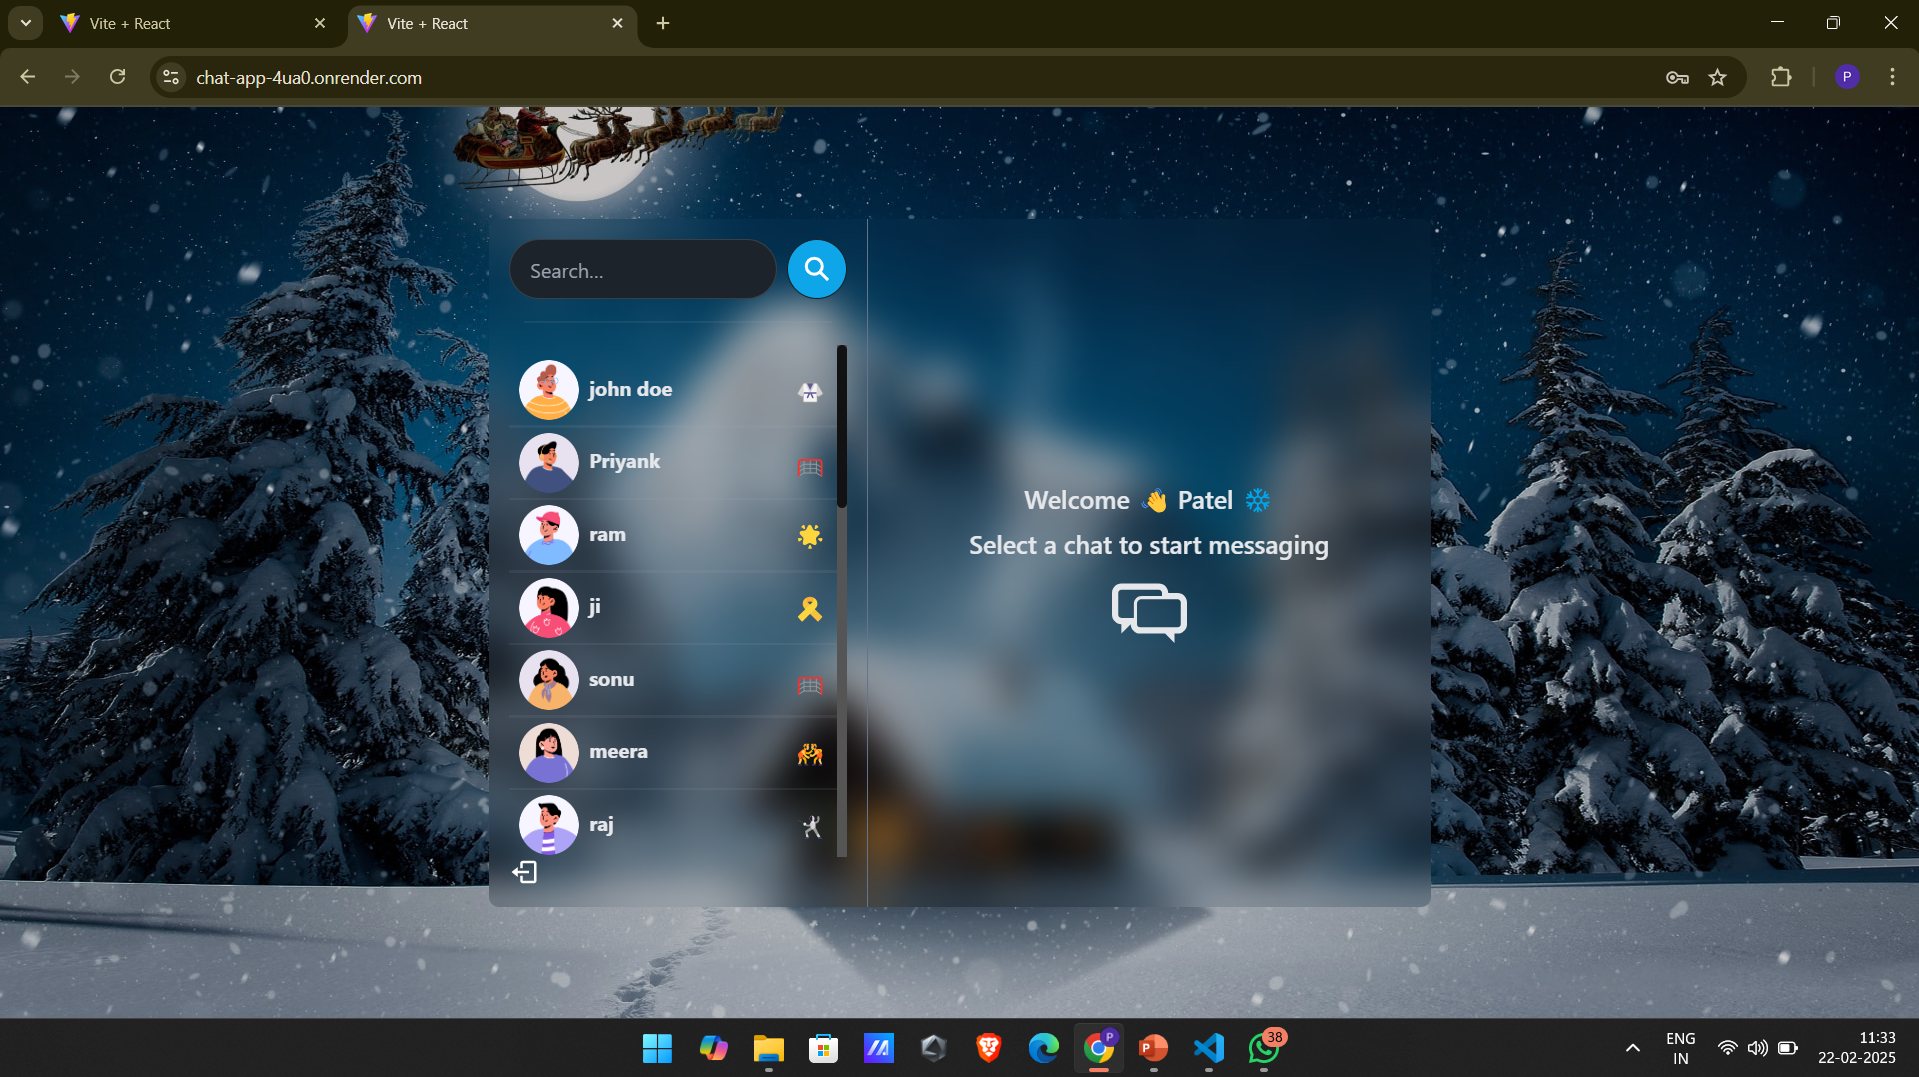 Vite + React
Vite + React
chat-app-4ua0.onrender.com
P
Search...
john doe
Priyank
ram
ji
sonu
meera
raj
Welcome 👋 Patel ❄️
Select a chat to start messaging
P
38
ENG
IN
11:33
22-02-2025